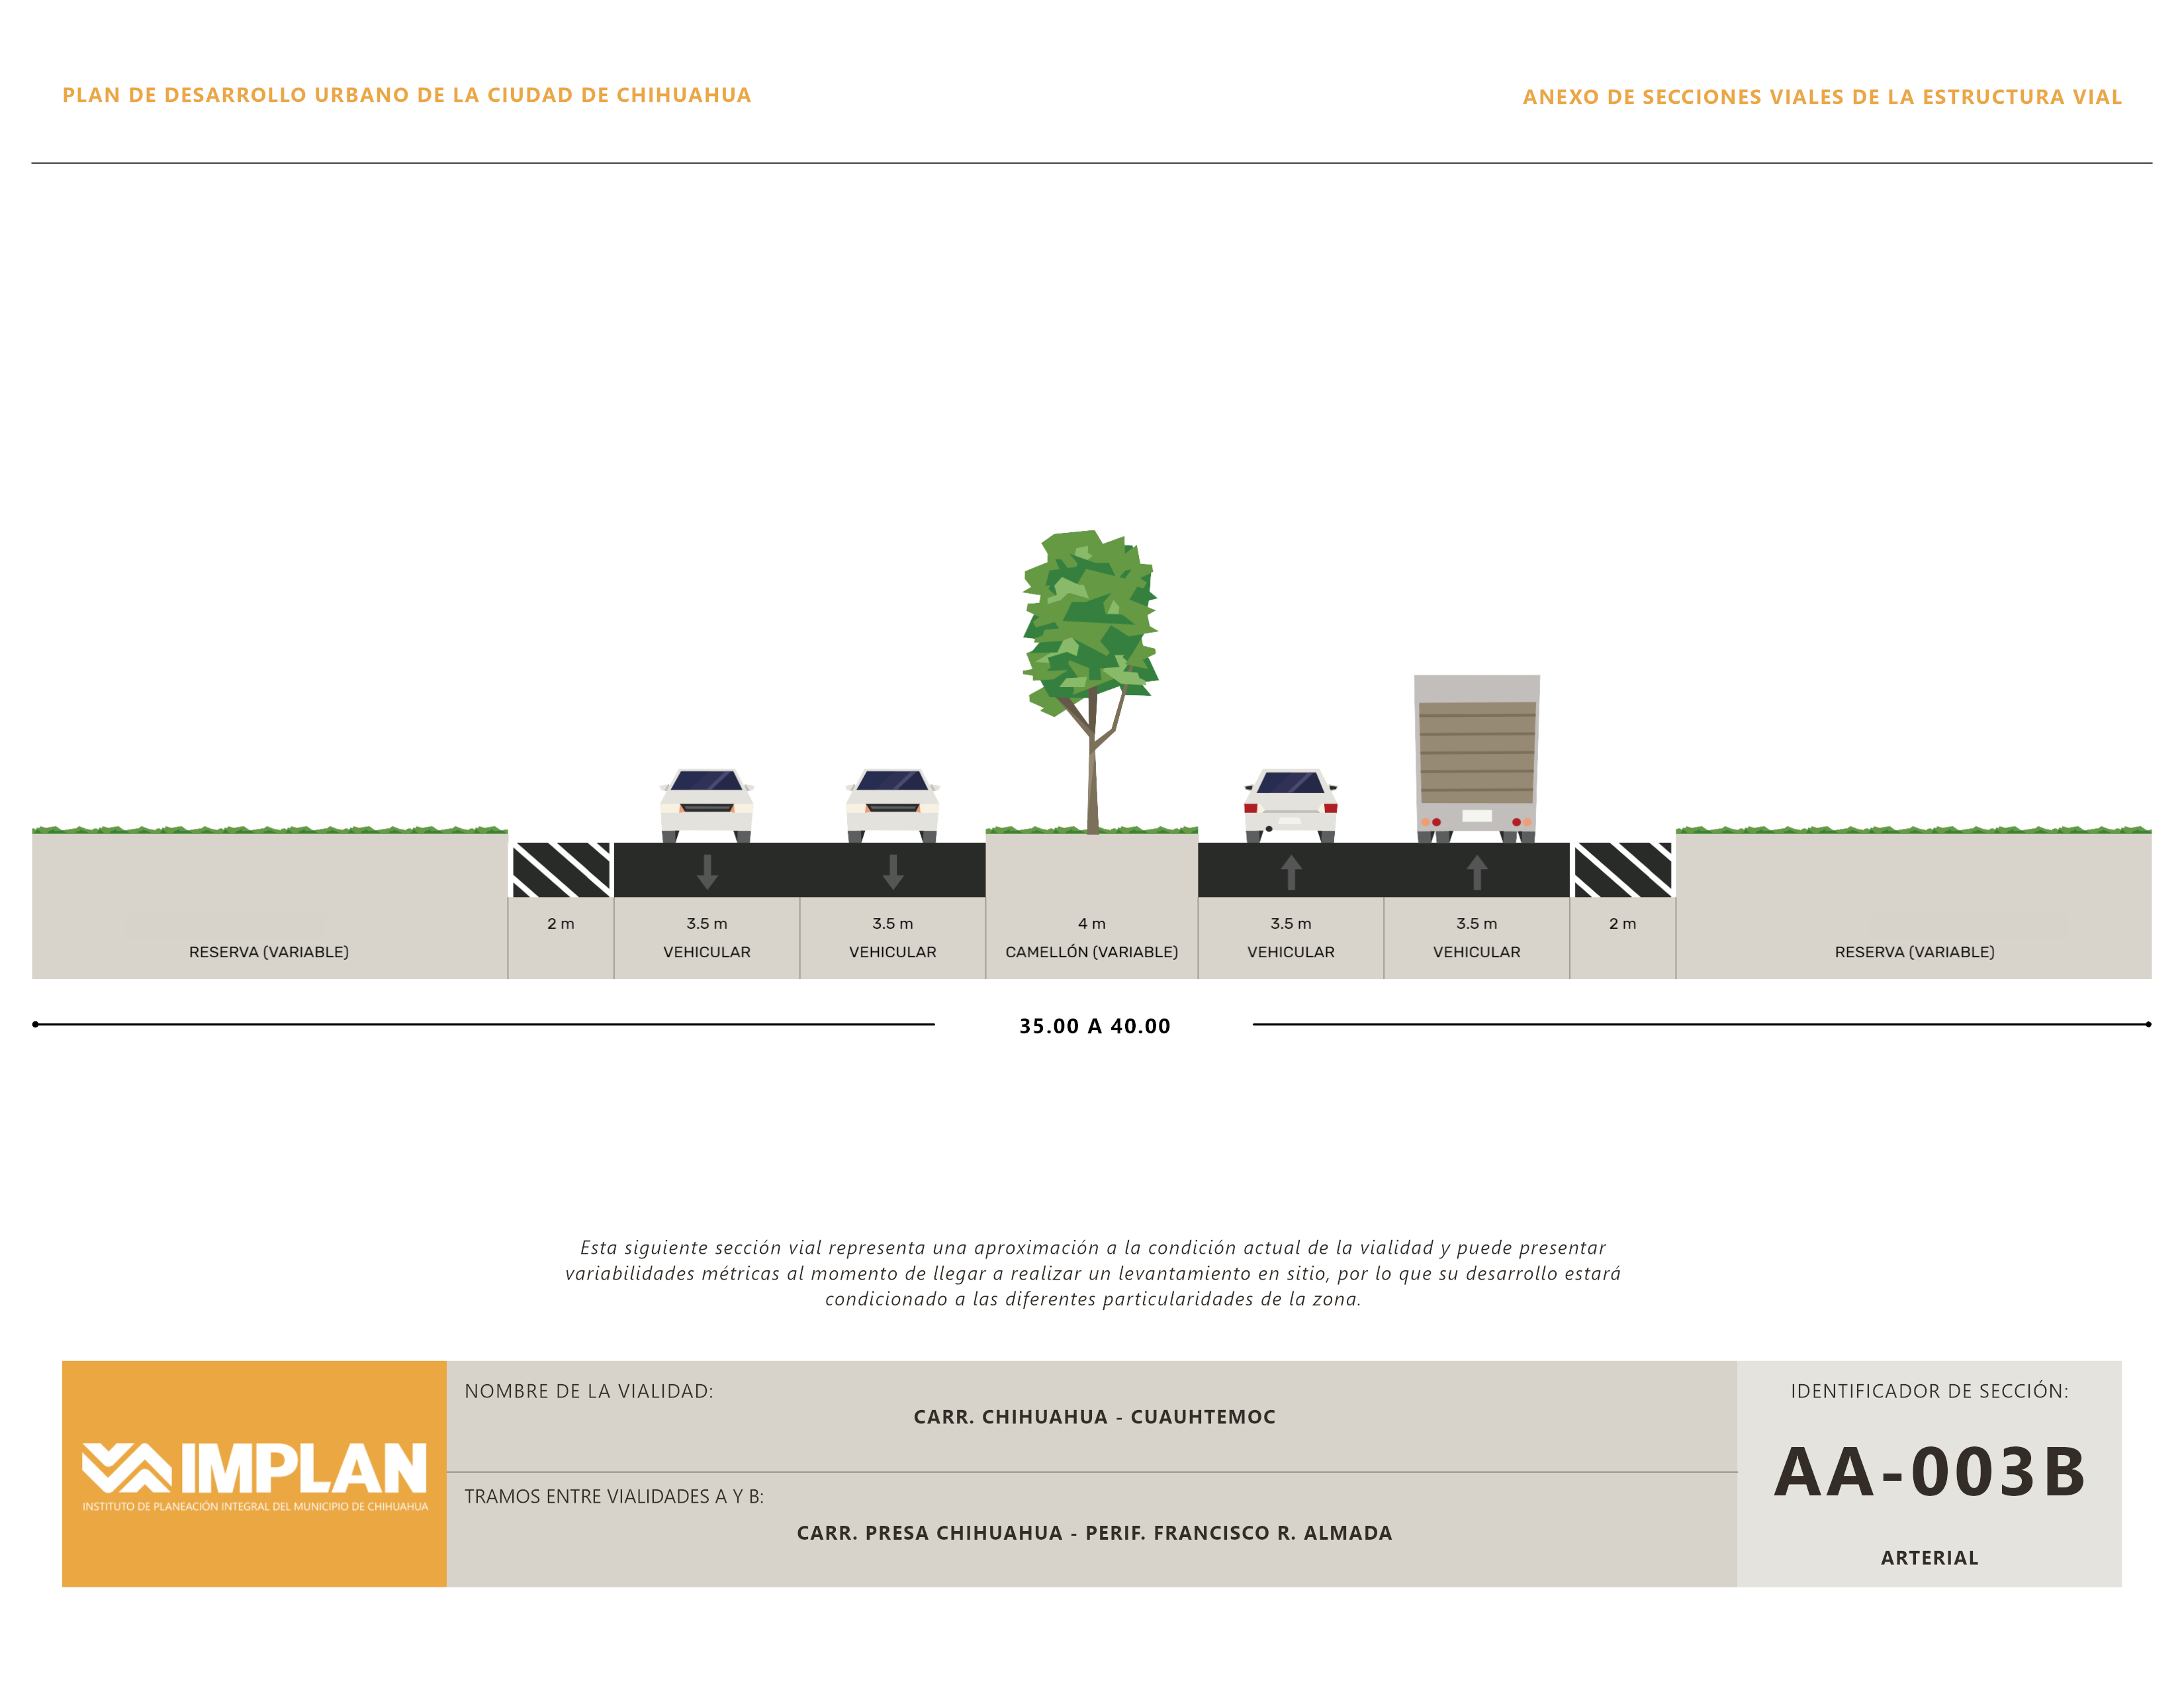 PLAN DE DESARROLLO URBANO DE LA CIUDAD DE CHIHUAHUA
ANEXO DE SECCIONES VIALES DE LA ESTRUCTURA VIAL
2 m
3.5 m
3.5 m
4 m
3.5 m
3.5 m
2 m
RESERVA (VARIABLE)
VEHICULAR
VEHICULAR
CAMELLÓN (VARIABLE)
VEHICULAR
VEHICULAR
RESERVA (VARIABLE)
35.00 A 40.00
Esta siguiente sección vial representa una aproximación a la condición actual de la vialidad y puede presentar
variabilidades métricas al momento de llegar a realizar un levantamiento en sitio, por lo que su desarrollo estará
condicionado a las diferentes particularidades de la zona.
IMPLAN
INSTITUTO DE PLANEACIÓN INTEGRAL DEL MUNICIPIO DE CHIHUAHUA
NOMBRE DE LA VIALIDAD:
CARR. CHIHUAHUA - CUAUHTEMOC
TRAMOS ENTRE VIALIDADES A Y B:
CARR. PRESA CHIHUAHUA - PERIF. FRANCISCO R. ALMADA
IDENTIFICADOR DE SECCIÓN:
AA-003B
ARTERIAL